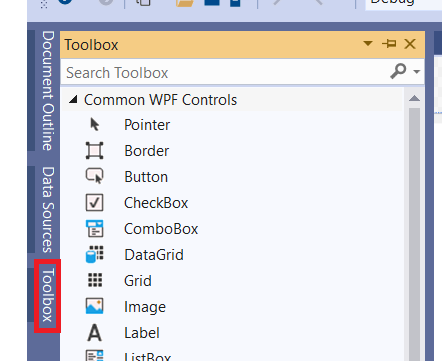 Debug
Document Outline
Data Sources
Toolbox
Toolbox
Search Toolbox
Common WPF Controls
Pointer
Border
Button
CheckBox
ComboBox
DataGrid
Grid
Image
Label
ListBox